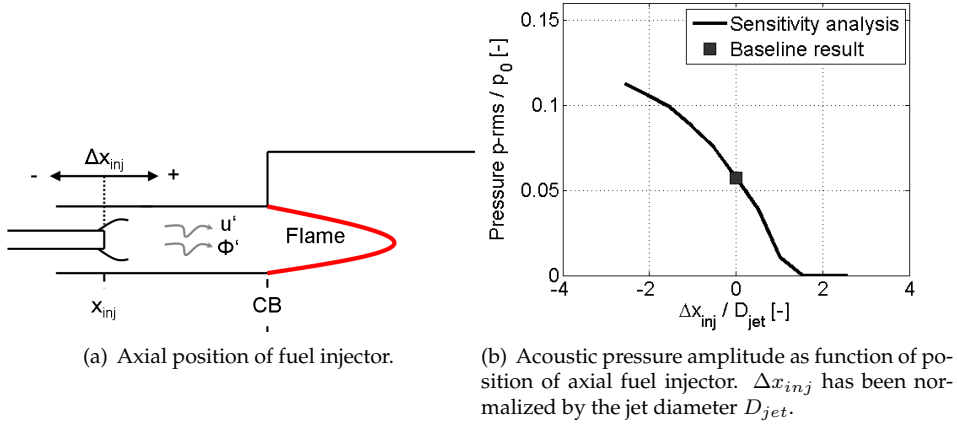 Δx_inj
- +
u'
Φ'
Flame
x_inj
CB
(a) Axial position of fuel injector.
0.15
0.1
0.05
0
Pressure p-rms / p_0 [-]
Sensitivity analysis
Baseline result
-4 -2 0 2 4
Δx_inj / D_jet [-]
(b) Acoustic pressure amplitude as function of po-
sition of axial fuel injector. Δx_inj has been nor-
malized by the jet diameter D_jet.